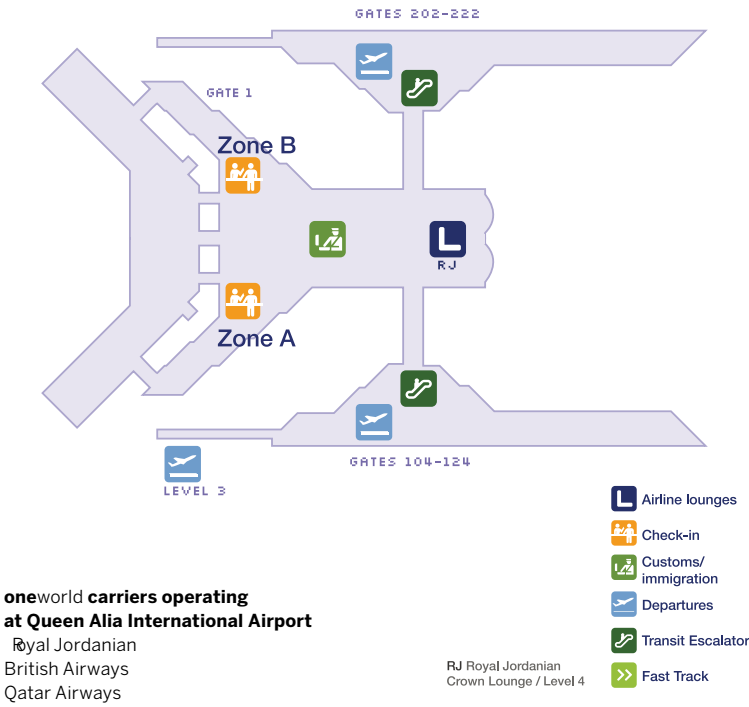 GATES 202-222
GATE 1
Zone B
RJ
Zone A
GATES 104-124
LEVEL 3
Airline lounges
Check-in
Customs/
immigration
Departures
Transit Escalator
Fast Track
oneworld carriers operating
at Queen Alia International Airport
Royal Jordanian
British Airways
Qatar Airways
RJ Royal Jordanian
Crown Lounge / Level 4